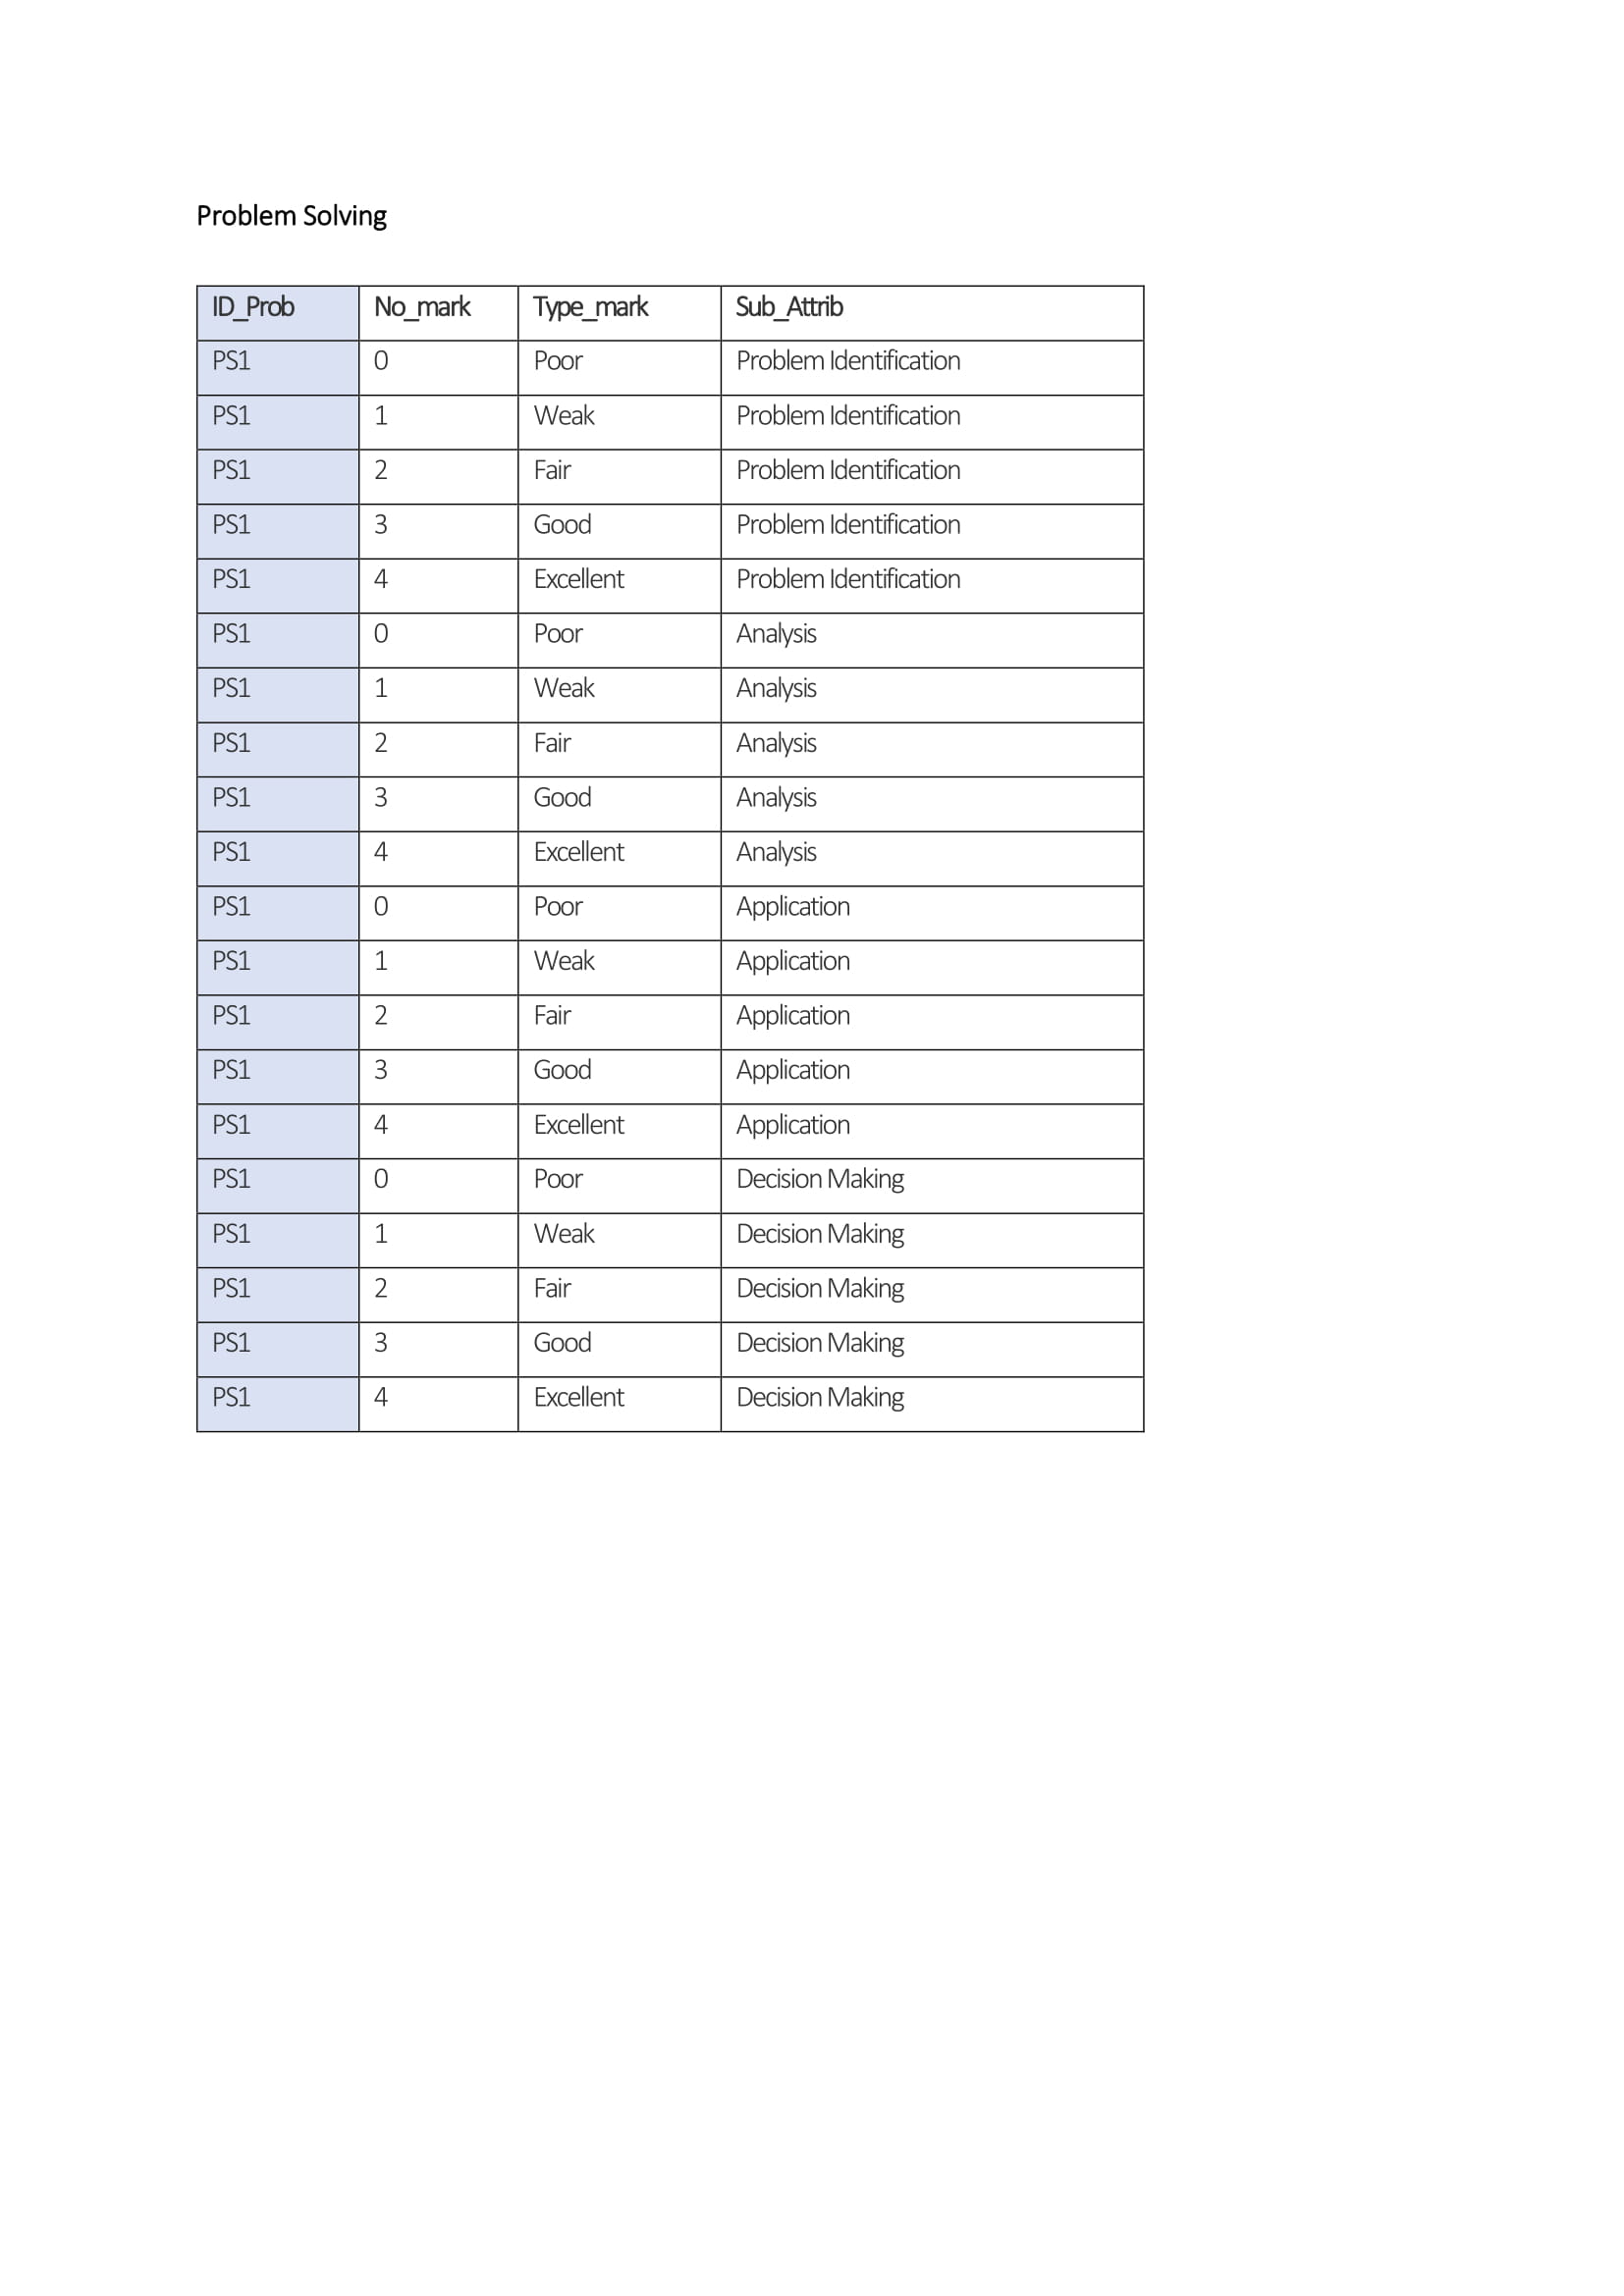 Problem Solving
ID_Prob No_mark Type_mark Sub_Attrib
PS1 0 Poor Problem Identification
PS1 1 Weak Problem Identification
PS1 2 Fair Problem Identification
PS1 3 Good Problem Identification
PS1 4 Excellent Problem Identification
PS1 0 Poor Analysis
PS1 1 Weak Analysis
PS1 2 Fair Analysis
PS1 3 Good Analysis
PS1 4 Excellent Analysis
PS1 0 Poor Application
PS1 1 Weak Application
PS1 2 Fair Application
PS1 3 Good Application
PS1 4 Excellent Application
PS1 0 Poor Decision Making
PS1 1 Weak Decision Making
PS1 2 Fair Decision Making
PS1 3 Good Decision Making
PS1 4 Excellent Decision Making